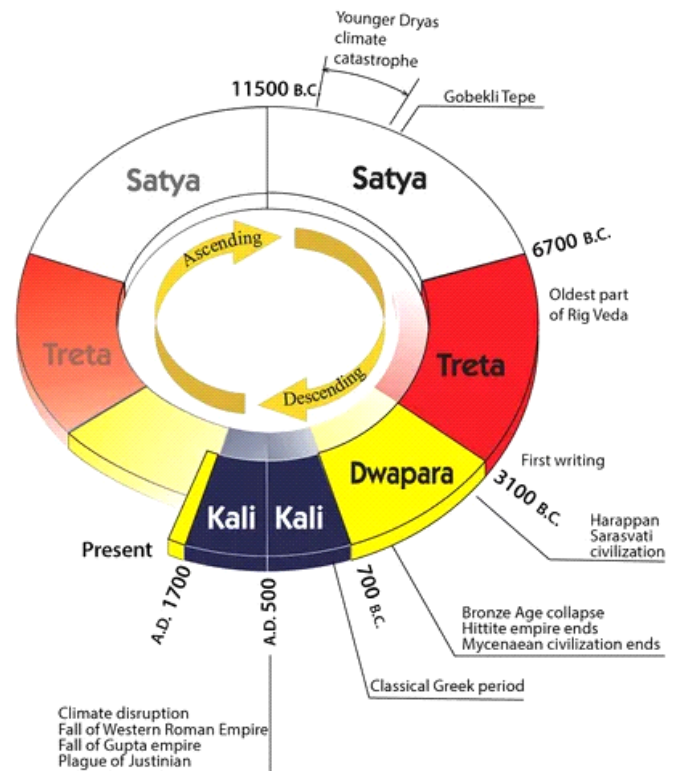 Younger Dryas
climate
catastrophe
11500 B.C.
Gobekli Tepe
Satya
Satya
6700 B.C.
Ascending
Oldest part
of Rig Veda
Treta
Treta
Descending
First writing
Dwapara
3100 B.C.
Kali
Kali
Harappan
Sarasvati
civilization
Present
A.D. 1700
A.D. 500
700 B.C.
Bronze Age collapse
Hittite empire ends
Mycenaean civilization ends
Classical Greek period
Climate disruption
Fall of Western Roman Empire
Fall of Gupta empire
Plague of Justinian